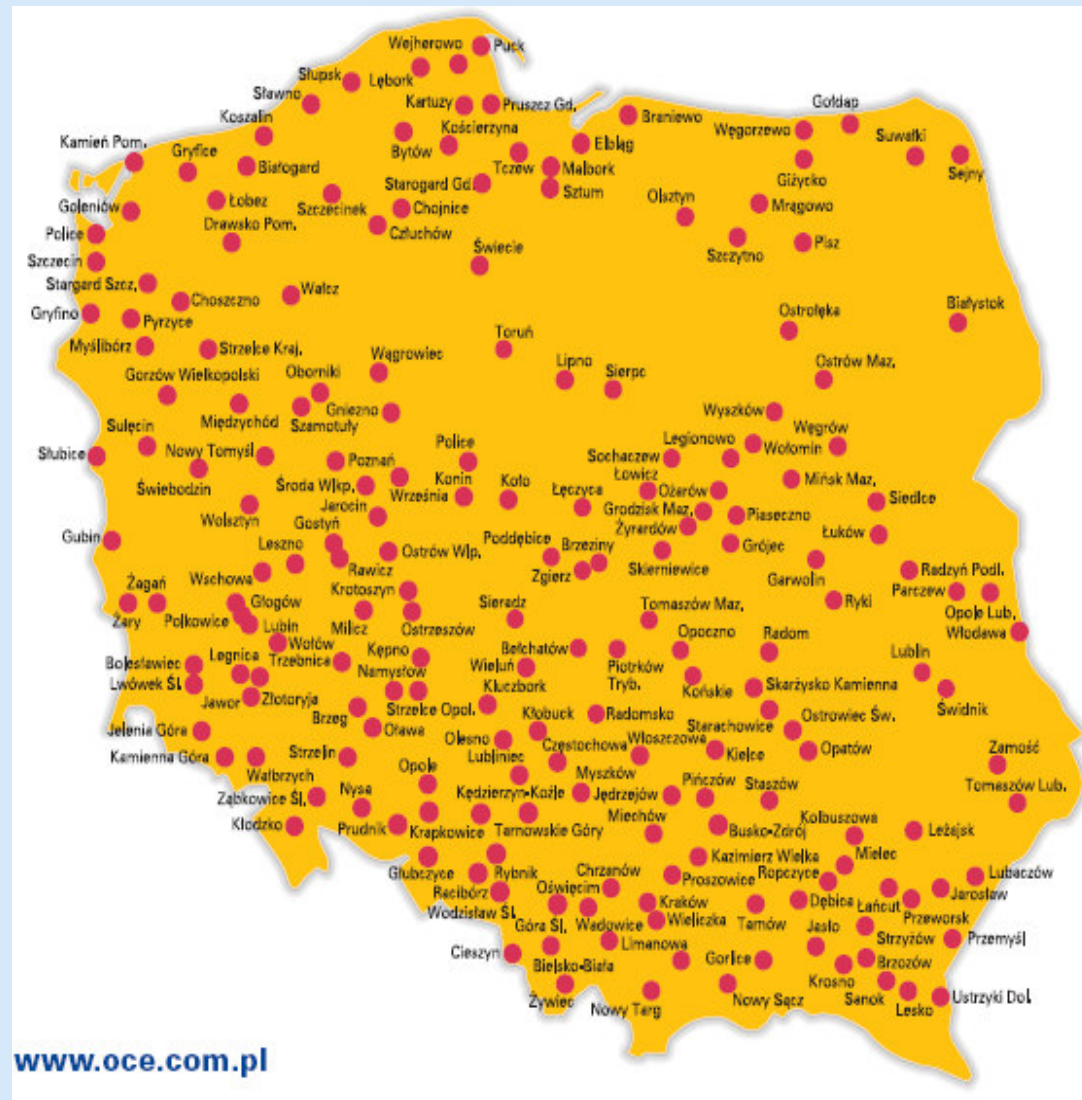 Wejherowo
Puck
Słupsk
Lębork
Sławno
Kartuzy
Pruszcz Gd.
Braniewo
Gołdap
Koszalin
Kościerzyna
Węgorzewo
Suwałki
Kamień Pom.
Gryfice
Białogard
Bytów
Tczew
Elbląg
Malbork
Sejny
Starogard Gd.
Sztum
Giżycko
Goleniów
Łobez
Szczecinek
Chojnice
Olsztyn
Mrągowo
Police
Drawsko Pom.
Człuchów
Szczytno
Pisz
Szczecin
Świecie
Stargard Szcz.
Choszczno
Wałcz
Gryfino
Pyrzyce
Ostrołęka
Białystok
Myślibórz
Strzelce Kraj.
Toruń
Wągrowiec
Lipno
Sierpc
Ostrów Maz.
Gorzów Wielkopolski
Oborniki
Międzychód
Szamotuły
Gniezno
Wyszków
Sulęcin
Police
Legionowo
Wołomin
Węgrów
Słubice
Nowy Tomyśl
Poznań
Sochaczew
Świebodzin
Środa Wlkp.
Września
Konin
Koło
Łęczyca
Łowicz
Ożarów
Mińsk Maz.
Siedlce
Wolsztyn
Jarocin
Grodzisk Maz.
Piaseczno
Gubin
Gostyń
Żyrardów
Łuków
Leszno
Ostrów Wlp.
Poddębice
Brzeziny
Grójec
Wschowa
Rawicz
Zgierz
Skierniewice
Garwolin
Radzyń Podl.
Żagań
Krotoszyn
Parczew
Żary
Polkowice
Głogów
Milicz
Ostrzeszów
Sieradz
Tomaszów Maz.
Ryki
Opole Lub.
Lubin
Włodawa
Wołów
Opoczno
Radom
Bolesławiec
Legnica
Trzebnica
Kępno
Bełchatów
Piotrków
Tryb.
Lublin
Lwówek Śl.
Namysłów
Wieluń
Końskie
Skarżysko Kamienna
Jawor
Złotoryja
Kluczbork
Świdnik
Brzeg
Strzelce Opol.
Radomsko
Starachowice
Ostrowiec Św.
Jelenia Góra
Oława
Kłobuck
Kamienna Góra
Strzelin
Olesno
Częstochowa
Włoszczowa
Kielce
Opatów
Zamość
Wałbrzych
Opole
Lubliniec
Myszków
Pińczów
Staszów
Tomaszów Lub.
Ząbkowice Śl.
Nysa
Kędzierzyn-Koźle
Jędrzejów
Kłodzko
Prudnik
Krapkowice
Tarnowskie Góry
Miechów
Busko-Zdrój
Kolbuszowa
Leżajsk
Głubczyce
Rybnik
Chrzanów
Kazimierz Wielka
Mielec
Racibórz
Oświęcim
Proszowice
Ropczyce
Lubaczów
Wodzisław Śl.
Kraków
Dębica
Łańcut
Jarosław
Góra Śl.
Wadowice
Wieliczka
Tarnów
Przeworsk
Cieszyn
Limanowa
Jasło
Strzyżów
Przemyśl
Bielsko-Biała
Gorlice
Brzozów
Żywiec
Nowy Targ
Nowy Sącz
Krosno
Sanok
Lesko
Ustrzyki Dol.
www.oce.com.pl